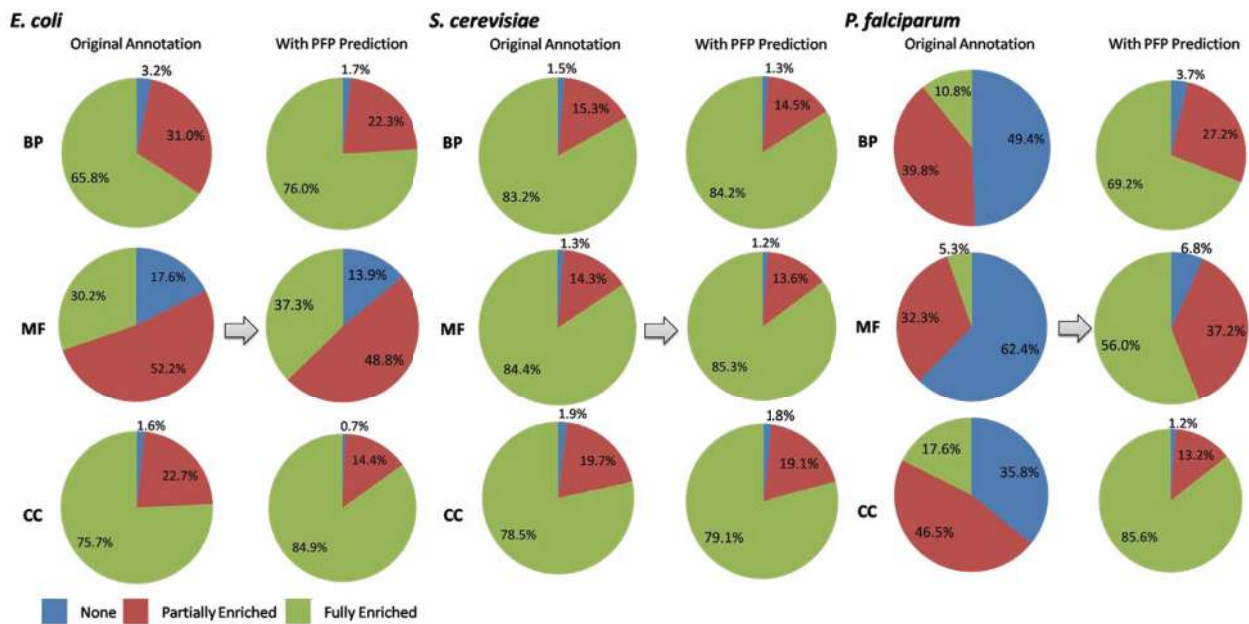 E. coli
Original Annotation
With PFP Prediction
BP
3.2%
31.0%
65.8%
1.7%
22.3%
76.0%
MF
17.6%
52.2%
30.2%
13.9%
48.8%
37.3%
CC
1.6%
22.7%
75.7%
0.7%
14.4%
84.9%
S. cerevisiae
Original Annotation
With PFP Prediction
BP
1.5%
15.3%
83.2%
1.3%
14.5%
84.2%
MF
1.3%
14.3%
84.4%
1.2%
13.6%
85.3%
CC
1.9%
19.7%
78.5%
1.8%
19.1%
79.1%
P. falciparum
Original Annotation
With PFP Prediction
BP
10.8%
49.4%
39.8%
3.7%
27.2%
69.2%
MF
5.3%
32.3%
62.4%
6.8%
37.2%
56.0%
CC
17.6%
35.8%
46.5%
1.2%
13.2%
85.6%
None
Partially Enriched
Fully Enriched